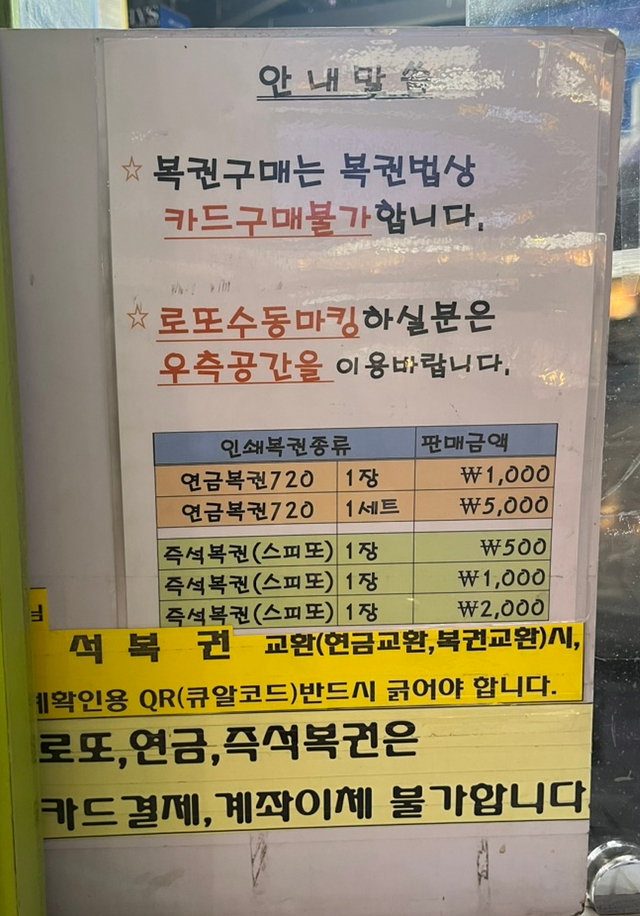 안내말씀
☆ 복권구매는 복권법상
카드구매불가합니다.
☆ 로또수동마킹하실분은
우측공간을 이용바랍니다.
인쇄복권종류 판매금액
연금복권720 1장 ₩1,000
연금복권720 1세트 ₩5,000
즉석복권(스피또) 1장 ₩500
즉석복권(스피또) 1장 ₩1,000
즉석복권(스피또) 1장 ₩2,000
석복권 교환(현금교환,복권교환)시,
확인용 QR(큐알코드)반드시 긁어야 합니다.
로또,연금,즉석복권은
카드결제,계좌이체 불가합니다